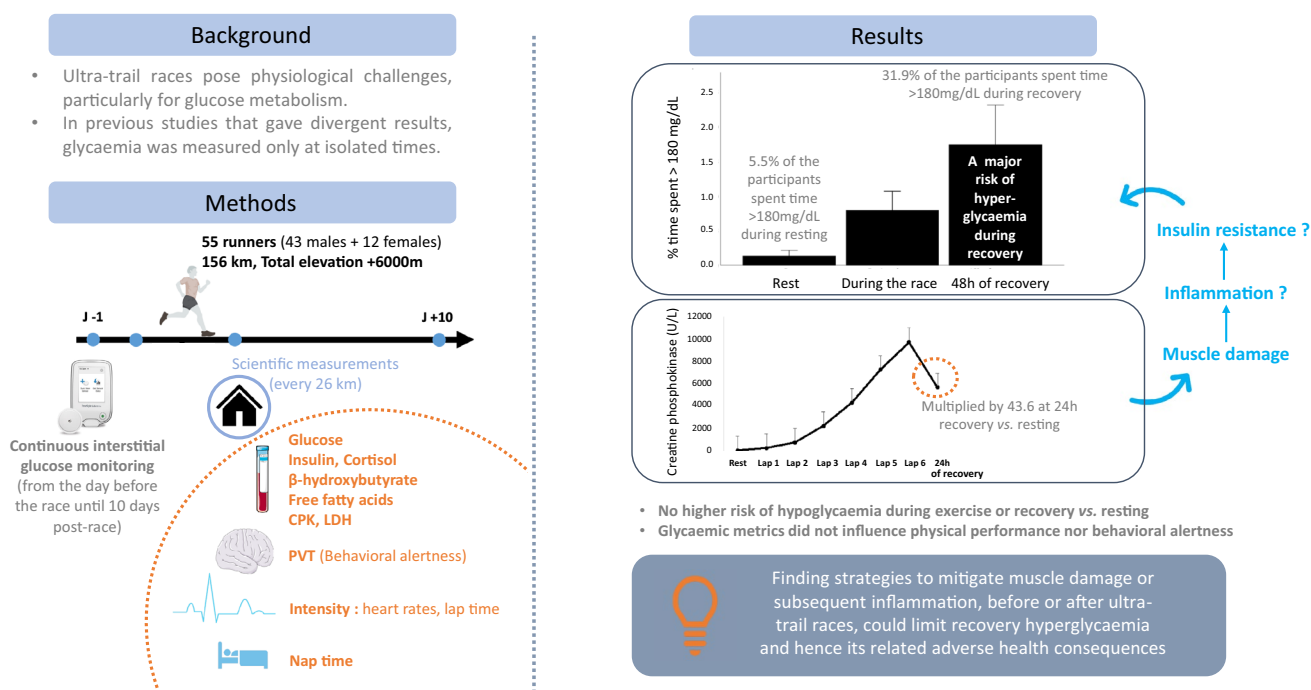 Background
• Ultra-trail races pose physiological challenges,
particularly for glucose metabolism.
• In previous studies that gave divergent results,
glycaemia was measured only at isolated times.
Methods
55 runners (43 males + 12 females)
156 km, Total elevation +6000m
J -1
J +10
Scientific measurements
(every 26 km)
Continuous interstitial
glucose monitoring
(from the day before
the race until 10 days
post-race)
Glucose
Insulin, Cortisol
β-hydroxybutyrate
Free fatty acids
CPK, LDH
PVT (Behavioral alertness)
Intensity : heart rates, lap time
Nap time
Results
% time spent > 180 mg/dL
2.5
2.0
1.5
1.0
0.5
0.0
5.5% of the
participants
spent time
>180mg/dL
during resting
31.9% of the participants spent time
>180mg/dL during recovery
A major
risk of
hyper-
glycaemia
during
recovery
Rest
During the race
48h of recovery
Creatine phosphokinase (U/L)
12000
10000
8000
6000
4000
2000
0
Rest
Lap 1
Lap 2
Lap 3
Lap 4
Lap 5
Lap 6
24h
of recovery
Multiplied by 43.6 at 24h
recovery vs. resting
Insulin resistance ?
Inflammation ?
Muscle damage
• No higher risk of hypoglycaemia during exercise or recovery vs. resting
• Glycaemic metrics did not influence physical performance nor behavioral alertness
Finding strategies to mitigate muscle damage or
subsequent inflammation, before or after ultra-
trail races, could limit recovery hyperglycaemia
and hence its related adverse health consequences